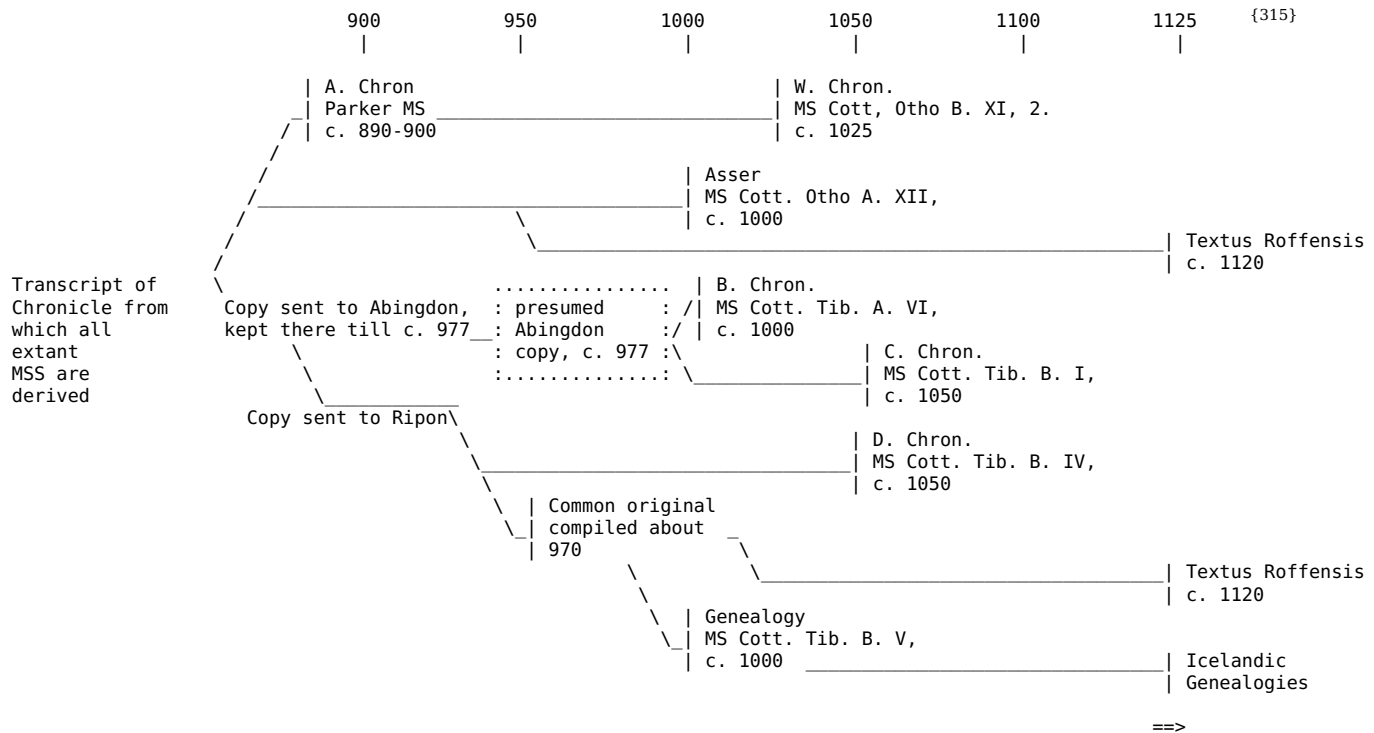 900 950 1000 1050 1100 1125 {315}
A. Chron
Parker MS
c. 890-900
W. Chron.
MS Cott, Otho B. XI, 2.
c. 1025
Asser
MS Cott. Otho A. XII,
c. 1000
Textus Roffensis
c. 1120
Transcript of
Chronicle from
which all
extant
MSS are
derived
Copy sent to Abingdon,
kept there till c. 977
presumed
Abingdon
copy, c. 977
B. Chron.
MS Cott. Tib. A. VI,
c. 1000
C. Chron.
MS Cott. Tib. B. I,
c. 1050
Copy sent to Ripon
D. Chron.
MS Cott. Tib. B. IV,
c. 1050
Common original
compiled about
970
Textus Roffensis
c. 1120
Genealogy
MS Cott. Tib. B. V,
c. 1000
Icelandic
Genealogies
==>